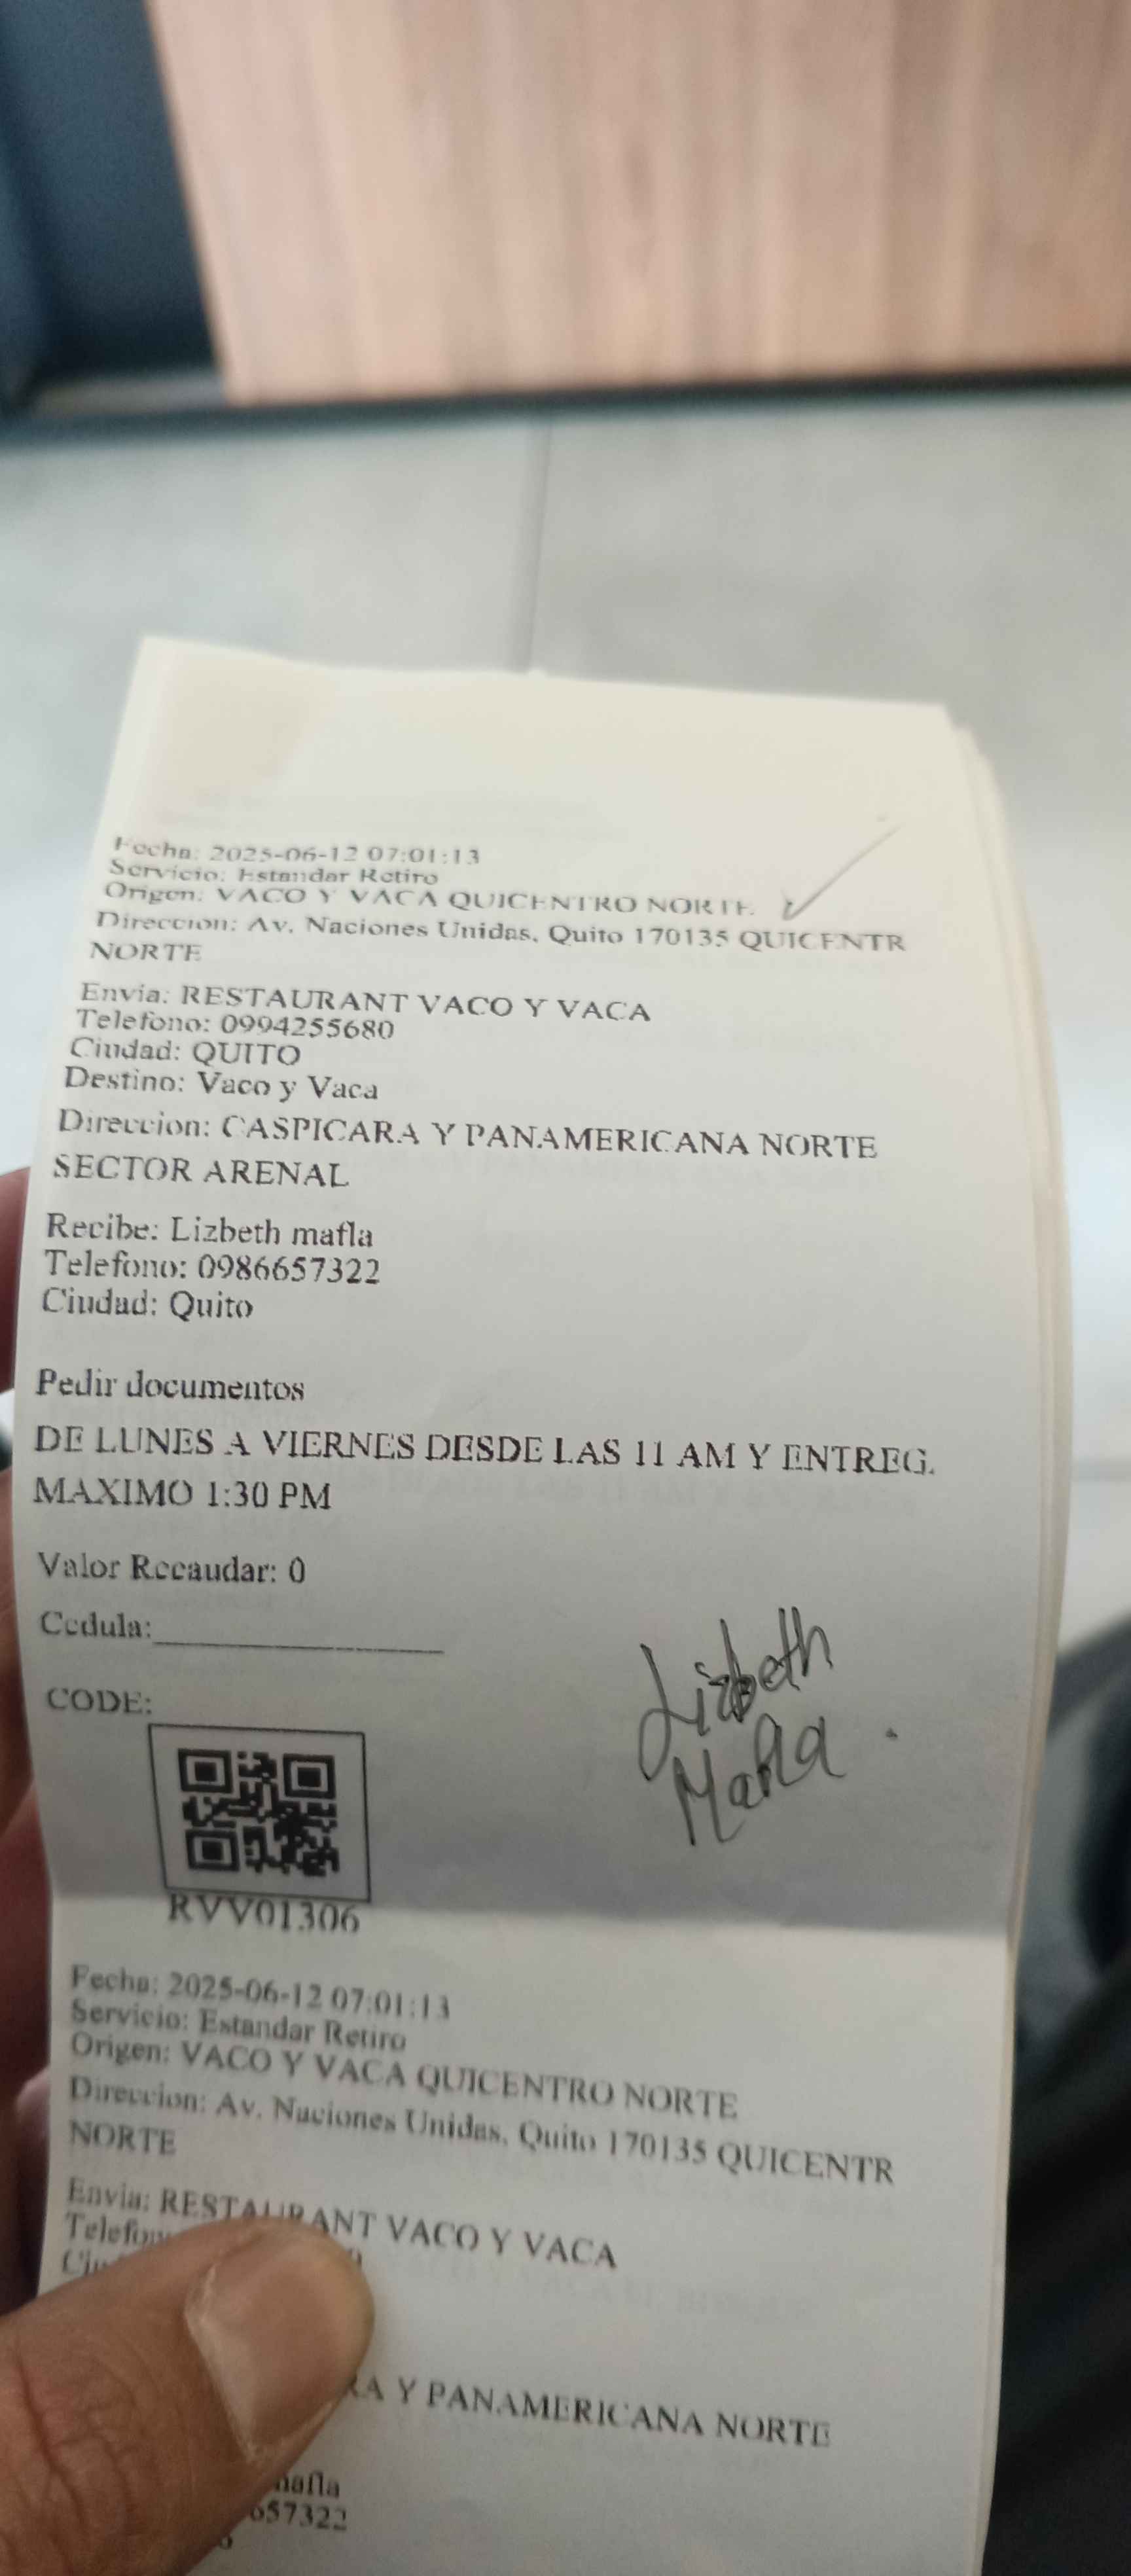 Fecha: 2025-06-12 07:01:13
Servicio: Estandar Retiro
Origen: VACO Y VACA QUICENTRO NORTE
Direccion: Av. Naciones Unidas, Quito 170135 QUICENTR
NORTE
Envia: RESTAURANT VACO Y VACA
Telefono: 0994255680
Ciudad: QUITO
Destino: Vaco y Vaca
Direccion: CASPICARA Y PANAMERICANA NORTE
SECTOR ARENAL
Recibe: Lizbeth mafla
Telefono: 0986657322
Ciudad: Quito
Pedir documentos
DE LUNES A VIERNES DESDE LAS 11 AM Y ENTREG.
MAXIMO 1:30 PM
Valor Recaudar: 0
Cedula:
Lizbeth
Mafla
CODE:
RVV01306
Fecha: 2025-06-12 07:01:13
Servicio: Estandar Retiro
Origen: VACO Y VACA QUICENTRO NORTE
Direccion: Av. Naciones Unidas, Quito 170135 QUICENTR
NORTE
Envia: RESTAURANT VACO Y VACA
Y PANAMERICANA NORTE
mafla
657322